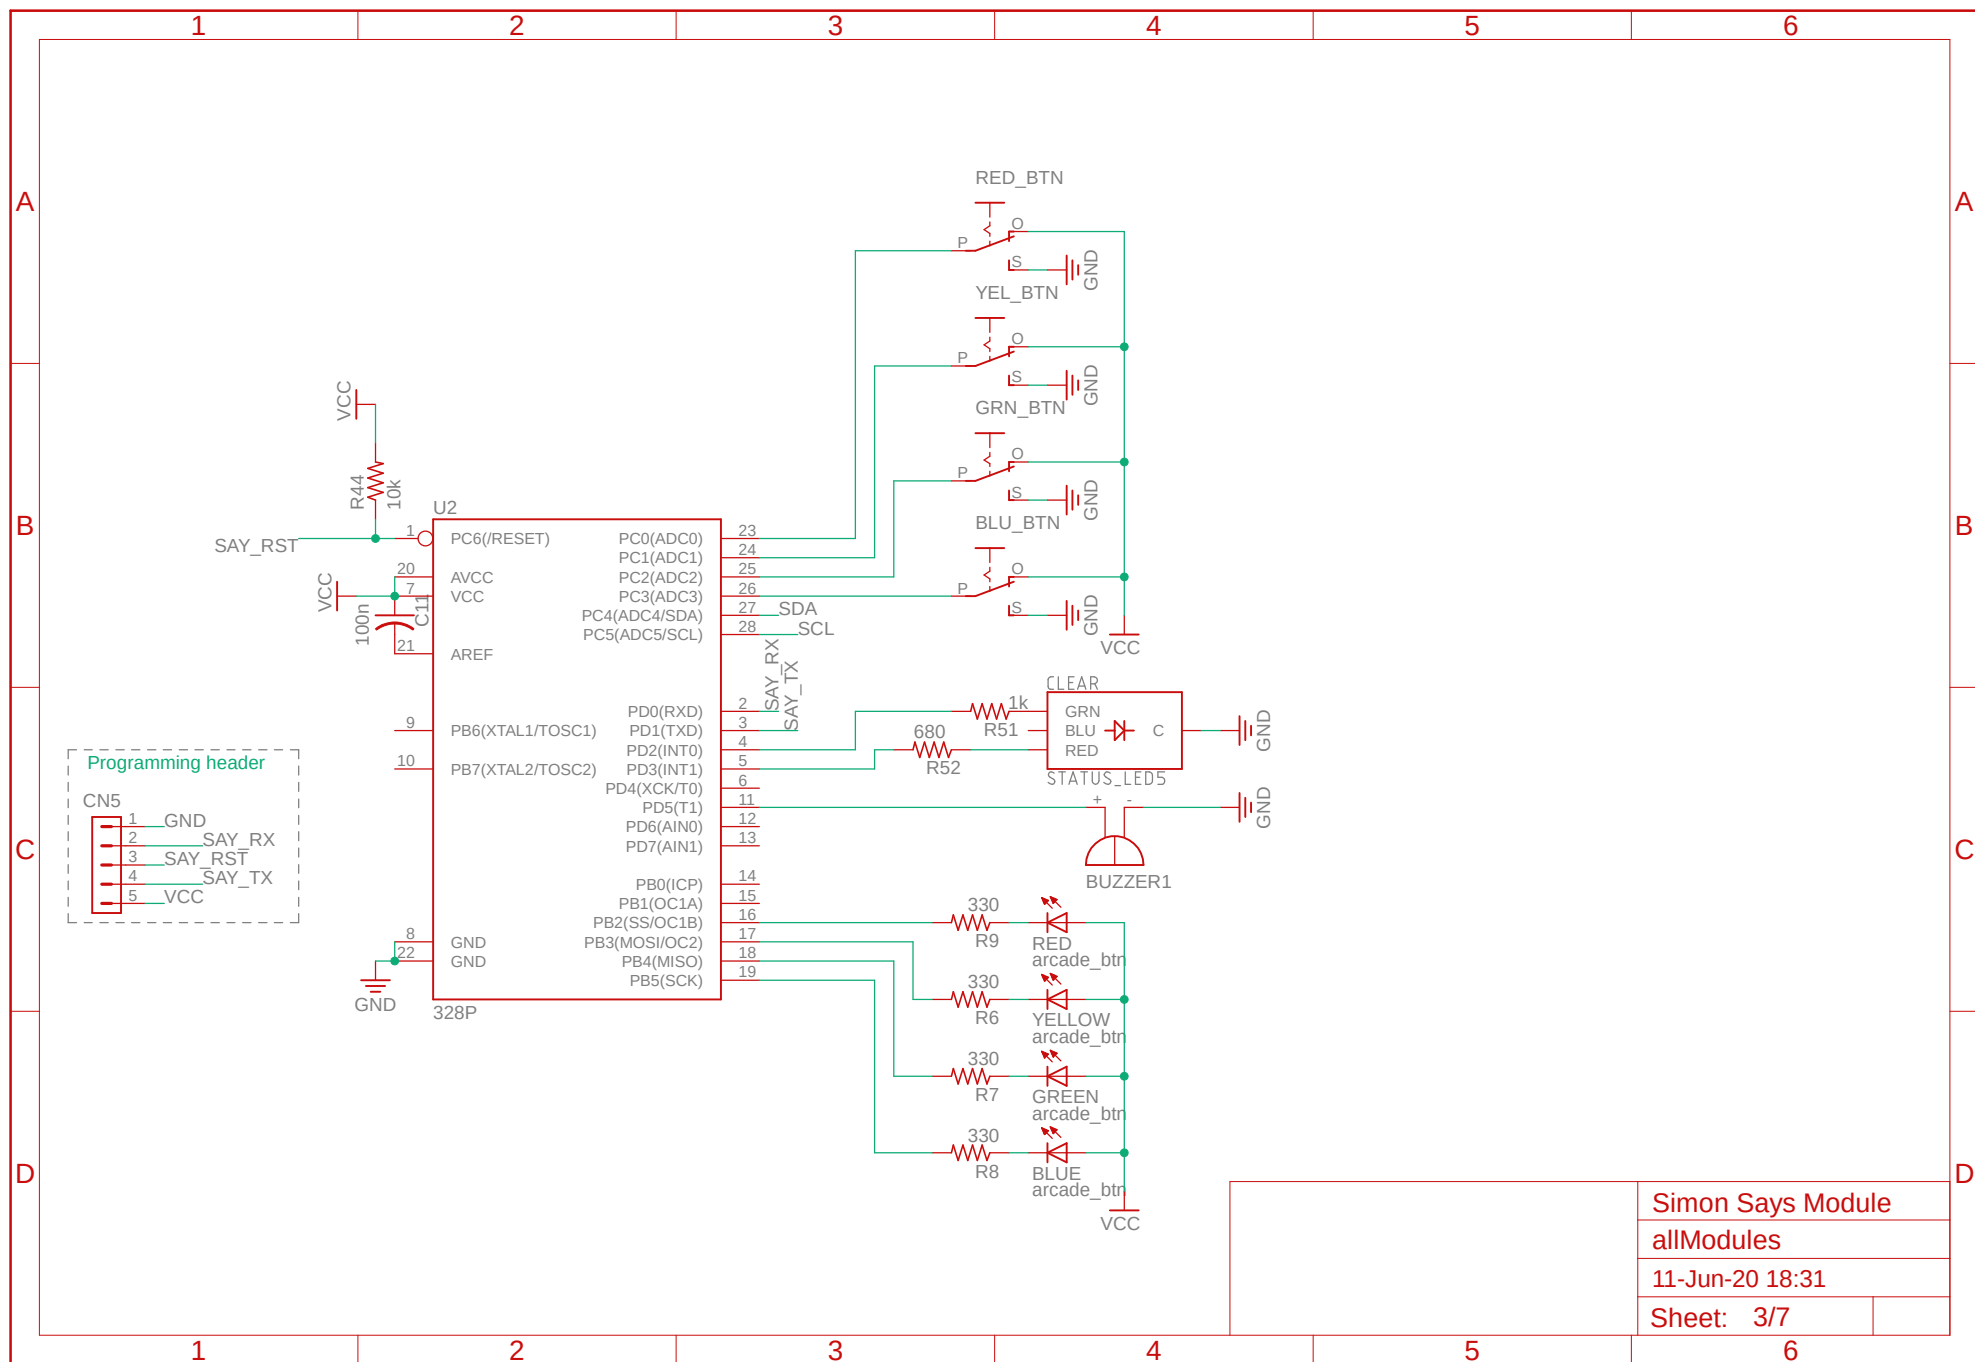 1 2 3 4 5 6
A A
B B
C C
D D
RED_BTN
P O
S GND
YEL_BTN
P O
S GND
GRN_BTN
P O
S GND
BLU_BTN
P O
S GND
VCC
VCC
R44
10k
SAY_RST
VCC
100n
C11
U2
1 PC6(/RESET)
20 AVCC
7 VCC
21 AREF
9 PB6(XTAL1/TOSC1)
10 PB7(XTAL2/TOSC2)
8 GND
22 GND
GND
328P
PC0(ADC0) 23
PC1(ADC1) 24
PC2(ADC2) 25
PC3(ADC3) 26
PC4(ADC4/SDA) 27 SDA
PC5(ADC5/SCL) 28 SCL
PD0(RXD) 2 SAY_RX
PD1(TXD) 3 SAY_TX
PD2(INT0) 4
PD3(INT1) 5
PD4(XCK/T0) 6
PD5(T1) 11
PD6(AIN0) 12
PD7(AIN1) 13
PB0(ICP) 14
PB1(OC1A) 15
PB2(SS/OC1B) 16
PB3(MOSI/OC2) 17
PB4(MISO) 18
PB5(SCK) 19
1k
R51
680
R52
CLEAR
GRN
BLU C
RED
STATUS_LED5
GND
+ -
GND
BUZZER1
330
R9
RED
arcade_btn
330
R6
YELLOW
arcade_btn
330
R7
GREEN
arcade_btn
330
R8
BLUE
arcade_btn
VCC
Programming header
CN5
1 GND
2 SAY_RX
3 SAY_RST
4 SAY_TX
5 VCC
Simon Says Module
allModules
11-Jun-20 18:31
Sheet: 3/7
1 2 3 4 5 6